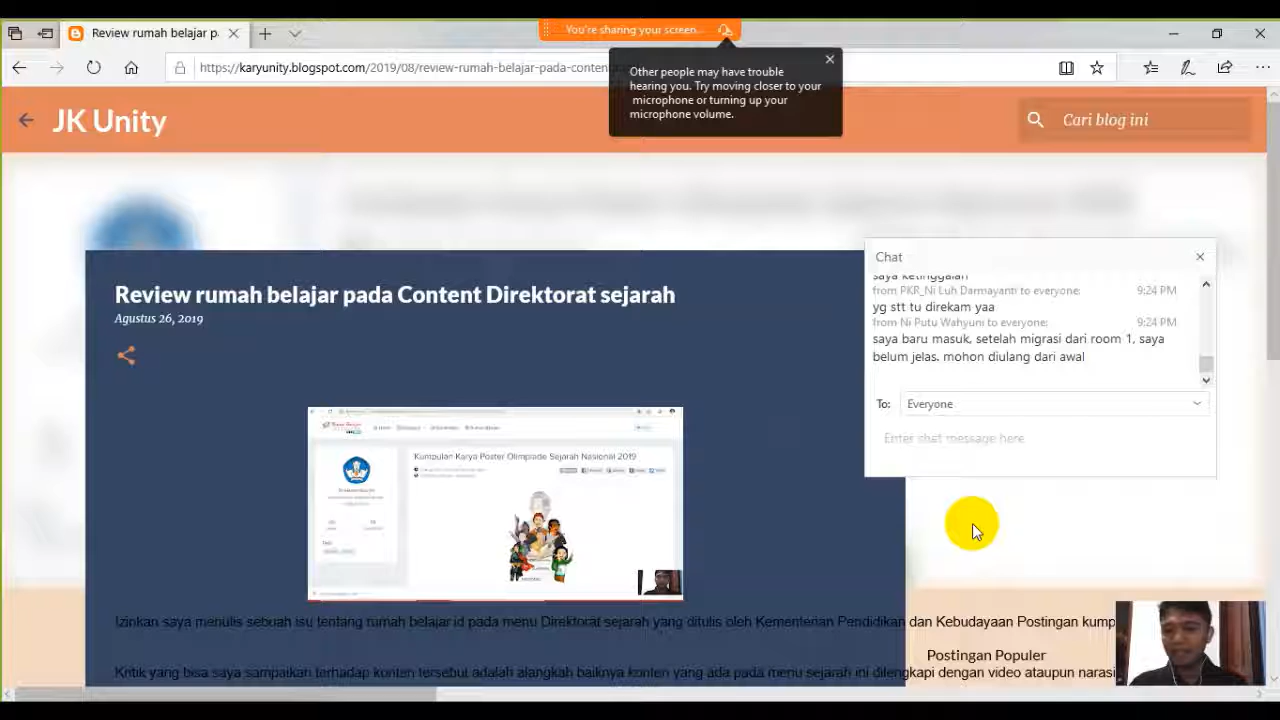 Review rumah belajar p
You're sharing your screen...
https://karyunity.blogspot.com/2019/08/review-rumah-belajar-pada-content
Other people may have trouble
hearing you. Try moving closer to your
microphone or turning up your
microphone volume.
JK Unity
Cari blog ini
Review rumah belajar pada Content Direktorat sejarah
Agustus 26, 2019
Kumpulan Karya Poster Olimpiade Sejarah Nasional 2019
Chat
saya ketinggalan
from PKR_Ni Luh Darmayanti to everyone:
9:24 PM
yg stt tu direkam yaa
from Ni Putu Wahyuni to everyone:
9:24 PM
saya baru masuk, setelah migrasi dari room 1, saya
belum jelas. mohon diulang dari awal
To:
Everyone
Enter chat message here
Izinkan saya menulis sebuah isu tentang rumah belajar.id pada menu Direktorat sejarah yang ditulis oleh Kementerian Pendidikan dan Kebudayaan Postingan kump
Postingan Populer
Kritik yang bisa saya sampaikan terhadap konten tersebut adalah alangkah baiknya konten yang ada pada menu sejarah ini dilengkapi dengan video ataupun narasi